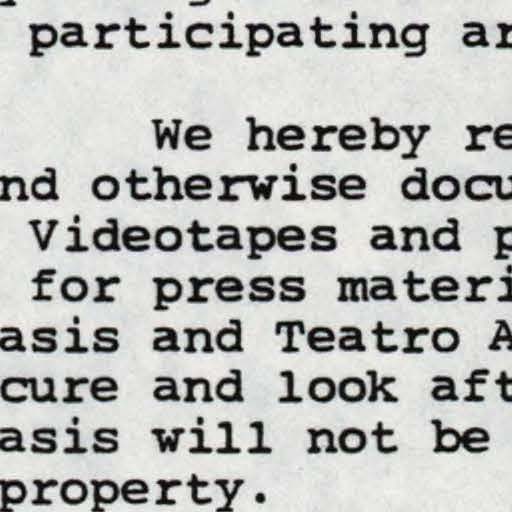 participating ar
We hereby re
nd otherwise docu
Videotapes and p
for press materi
asis and Teatro A
cure and look aft
asis will not be
property.